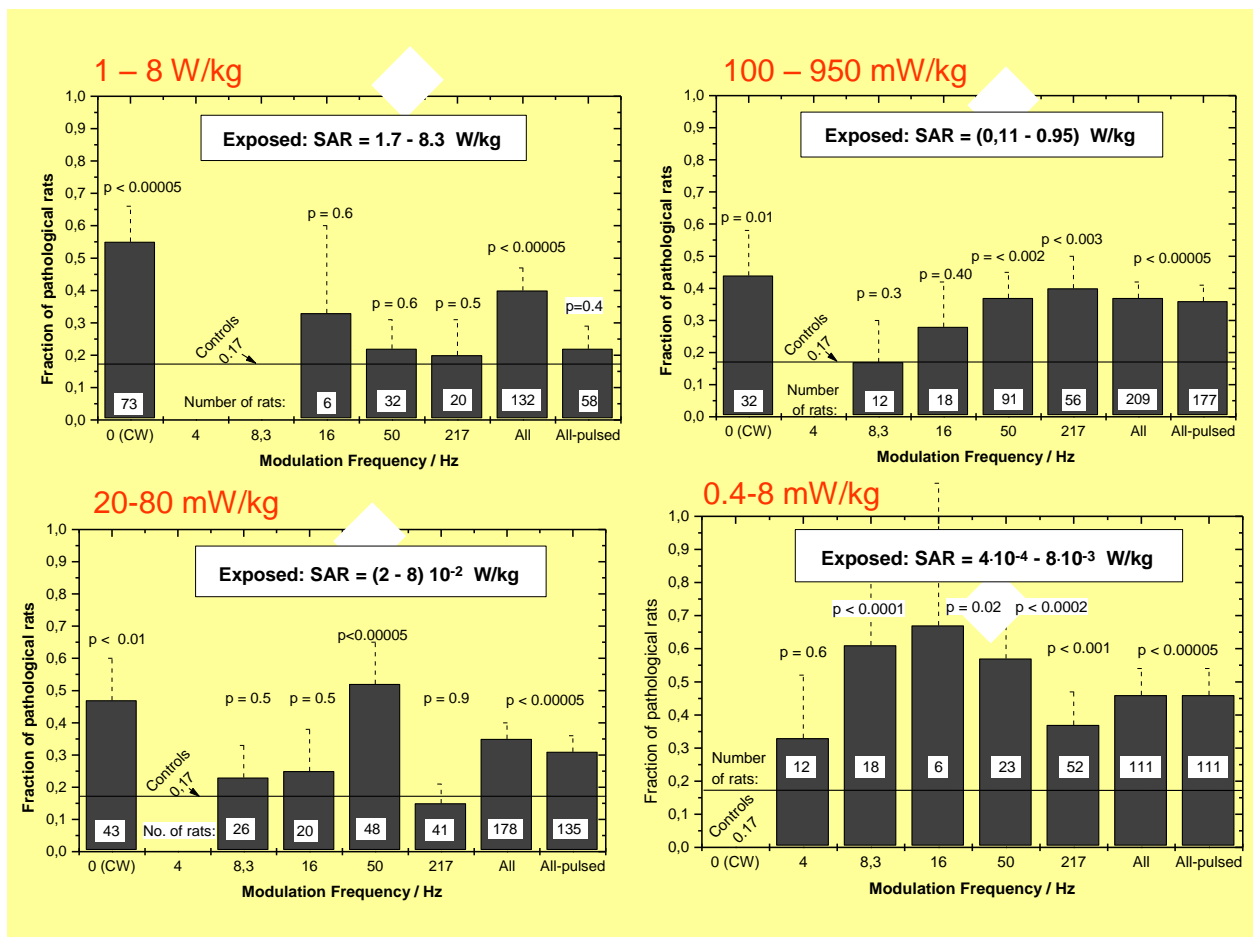 1 – 8 W/kg
Exposed: SAR = 1.7 - 8.3 W/kg
Fraction of pathological rats
1,0
0,9
0,8
0,7
0,6
0,5
0,4
0,3
0,2
0,1
0,0
p < 0.00005
p = 0.6
p = 0.6
p = 0.5
p < 0.00005
p=0.4
Controls
0.17
73
Number of rats:
6
32
20
132
58
0 (CW) 4 8,3 16 50 217 All All-pulsed
Modulation Frequency / Hz
100 – 950 mW/kg
Exposed: SAR = (0,11 - 0.95) W/kg
Fraction of pathological rats
1,0
0,9
0,8
0,7
0,6
0,5
0,4
0,3
0,2
0,1
0,0
p = 0.01
p = 0.3
p = 0.40
p = < 0.002
p < 0.003
p < 0.00005
Controls
0.17
32
Number
of rats:
12
18
91
56
209
177
0 (CW) 4 8,3 16 50 217 All All-pulsed
Modulation Frequency / Hz
20-80 mW/kg
Exposed: SAR = (2 - 8) 10-2 W/kg
Fraction of pathological rats
1,0
0,9
0,8
0,7
0,6
0,5
0,4
0,3
0,2
0,1
0,0
p < 0.01
p = 0.5
p = 0.5
p<0.00005
p = 0.9
p < 0.00005
Controls
0,17
43
No. of rats:
26
20
48
41
178
135
0 (CW) 4 8,3 16 50 217 All All-pulsed
Modulation Frequency / Hz
0.4-8 mW/kg
Exposed: SAR = 4·10-4 - 8·10-3 W/kg
Fraction of pathological rats
1,0
0,9
0,8
0,7
0,6
0,5
0,4
0,3
0,2
0,1
0,0
p = 0.6
p < 0.0001
p = 0.02
p < 0.0002
p < 0.001
p < 0.00005
Number
of rats:
12
18
6
23
52
111
111
Controls
0.17
0 (CW) 4 8,3 16 50 217 All All-pulsed
Modulation Frequency / Hz